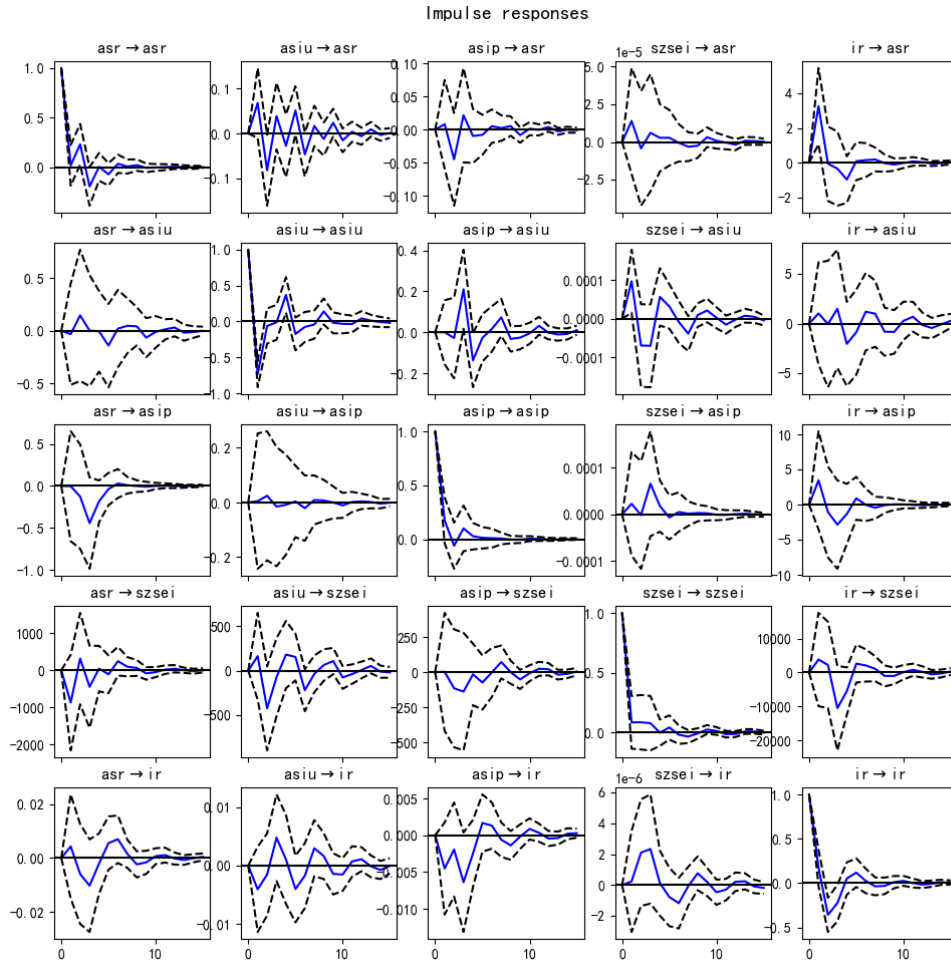 Impulse responses
asr→asr asiu→asr asip→asr szsei→asr ir→asr
1e-5
1.0 0.5 0.0
0.1 0.0 0.1
0.10 0.05 0.00 −0.05 −0.10
5.0 2.5 0.0 −2.5
4 2 0 −2
asr→asiu asiu→asiu asip→asiu szsei→asiu ir→asiu
0.5 0.0 −0.5
1.0 0.5 0.0 0.5 1.0
0.4 0.2 0.0 0.2
0.0001 0.0000 −0.0001
5 0 −5
asr→asip asiu→asip asip→asip szsei→asip ir→asip
0.5 0.0 −0.5 −1.0
0.2 0.0 0.2
1.0 0.5 0.0
0.0001 0.0000 −0.0001
10 5 0 −5 −10
asr→szsei asiu→szsei asip→szsei szsei→szsei ir→szsei
1000 0 −1000 −2000
500 0 500
250 0 250 500
1.0 0.5 0.0
10000 0 −10000 −20000
asr→ir asiu→ir asip→ir szsei→ir ir→ir
1e-6
0.02 0.00 −0.02
0.01 0.00 0.01
0.005 0.000 0.005 −0.010
6 4 2 0 −2
1.0 0.5 0.0 −0.5
0 10 0 10 0 10 0 10 0 10